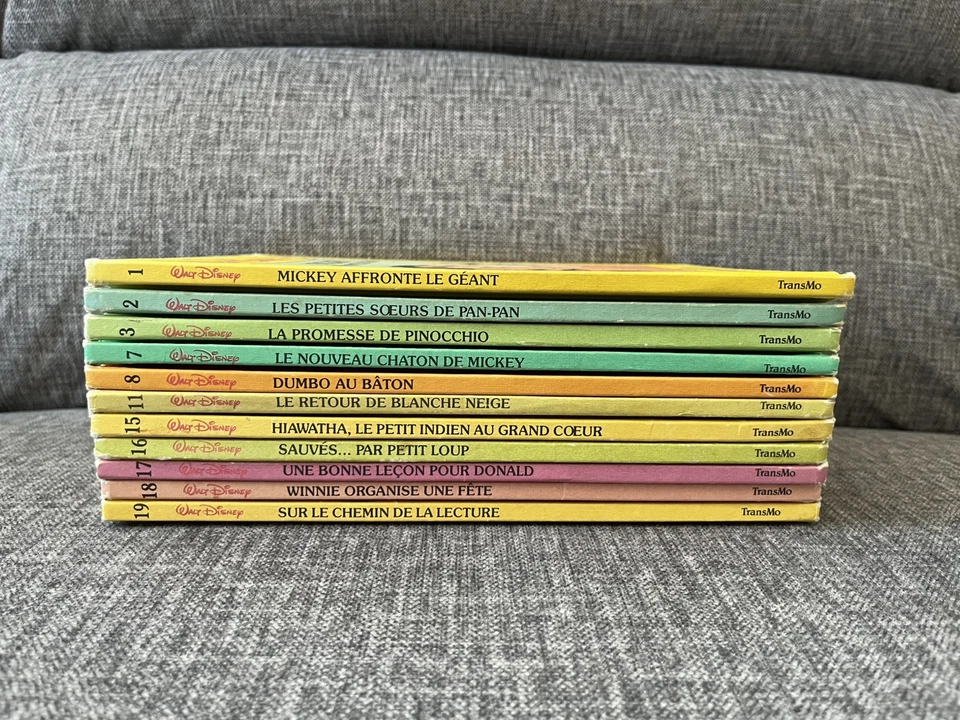 1 WALT DISNEY MICKEY AFFRONTE LE GÉANT TransMo
2 WALT DISNEY LES PETITES SŒURS DE PAN-PAN TransMo
3 WALT DISNEY LA PROMESSE DE PINOCCHIO TransMo
7 WALT DISNEY LE NOUVEAU CHATON DE MICKEY TransMo
8 WALT DISNEY DUMBO AU BÂTON TransMo
11 WALT DISNEY LE RETOUR DE BLANCHE NEIGE TransMo
15 WALT DISNEY HIAWATHA, LE PETIT INDIEN AU GRAND CŒUR TransMo
16 WALT DISNEY SAUVÉS... PAR PETIT LOUP TransMo
17 WALT DISNEY UNE BONNE LEÇON POUR DONALD TransMo
18 WALT DISNEY WINNIE ORGANISE UNE FÊTE TransMo
19 WALT DISNEY SUR LE CHEMIN DE LA LECTURE TransMo